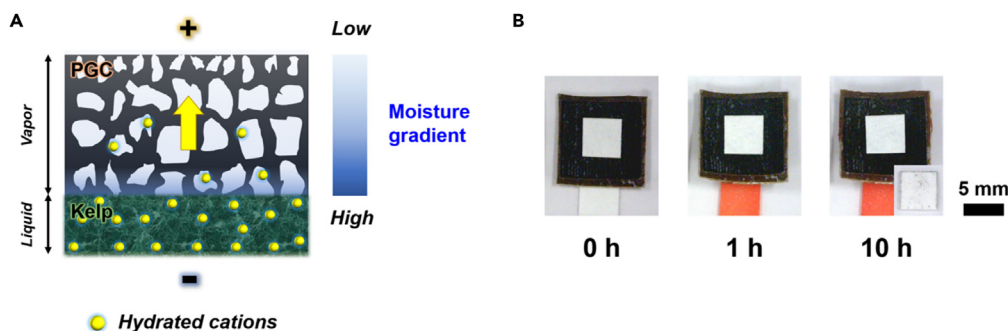 A
+
Low
PGC
Vapor
Moisture
gradient
Kelp
Liquid
High
-
Hydrated cations
B
5 mm
0 h
1 h
10 h